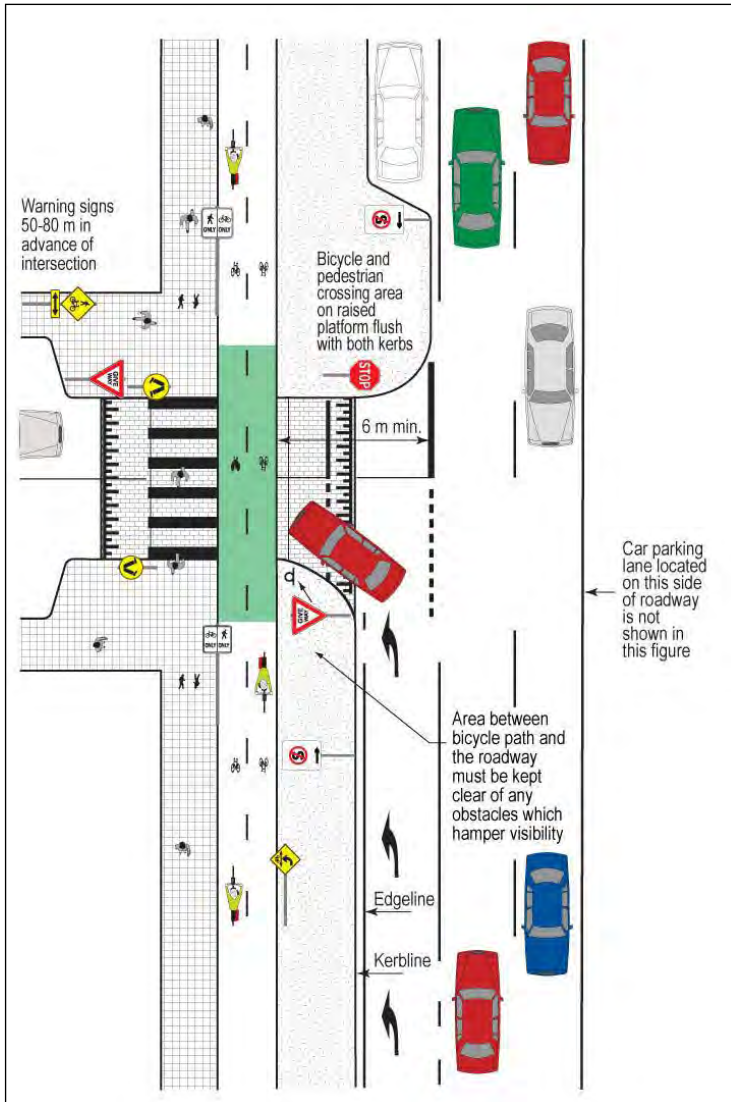 Warning signs
50-80 m in
advance of
intersection
ONLY ONLY
S
Bicycle and
pedestrian
crossing area
on raised
platform flush
with both kerbs
GIVE
WAY
STOP
6 m min.
Car parking
lane located
on this side
of roadway
is not
shown in
this figure
P
GIVE
WAY
ONLY ONLY
Area between
bicycle path and
the roadway
must be kept
clear of any
obstacles which
hamper visibility
S
Edgeline
Kerbline